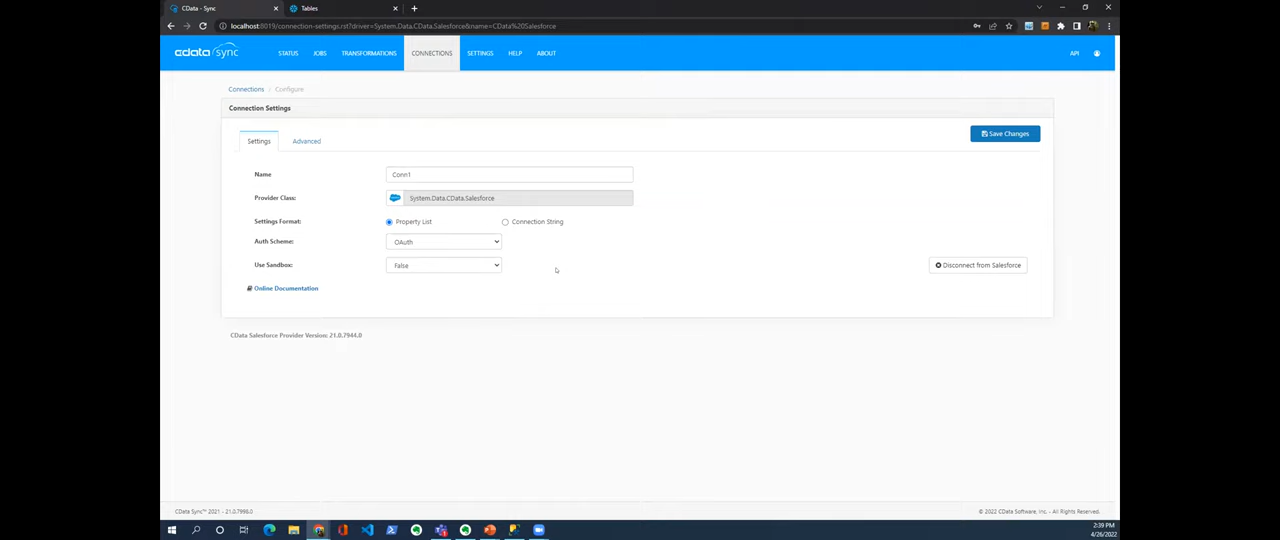 CData - Sync
Tables
localhost:8019/connection-settings.rst?driver=System.Data.CData.Salesforce&name=CData%20Salesforce
cdata sync
STATUS
JOBS
TRANSFORMATIONS
CONNECTIONS
SETTINGS
HELP
ABOUT
API
Connections / Configure
Connection Settings
Settings
Advanced
Save Changes
Name
Conn1
Provider Class:
System.Data.CData.Salesforce
Settings Format:
Property List
Connection String
Auth Scheme:
OAuth
Use Sandbox:
False
Disconnect from Salesforce
Online Documentation
CData Salesforce Provider Version: 21.0.7944.0
CData Sync™ 2021 - 21.0.7998.0
© 2022 CData Software, Inc. - All Rights Reserved.
2:39 PM
4/26/2022